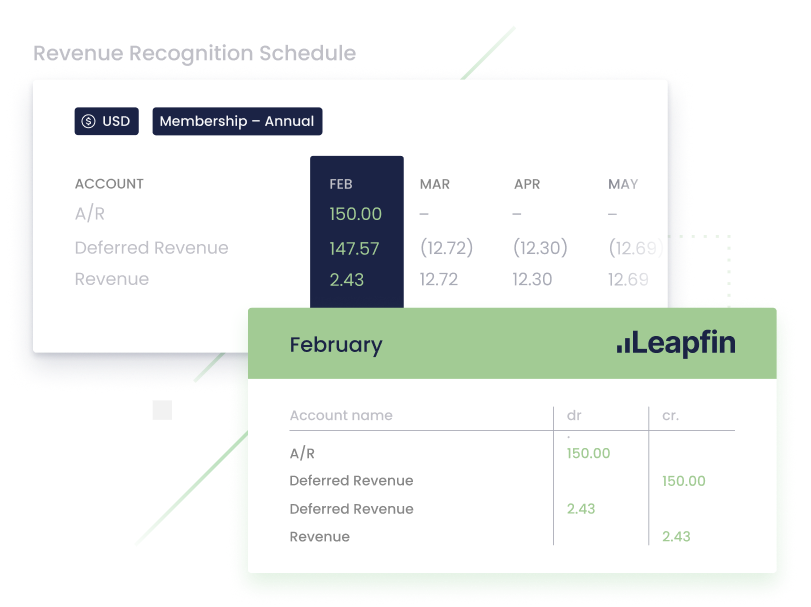 Revenue Recognition Schedule
USD Membership – Annual
ACCOUNT FEB MAR APR MAY
A/R 150.00 – – –
Deferred Revenue 147.57 (12.72) (12.30) (12.69)
Revenue 2.43 12.72 12.30 12.69
February Leapfin
Account name dr. cr.
A/R 150.00
Deferred Revenue 150.00
Deferred Revenue 2.43
Revenue 2.43